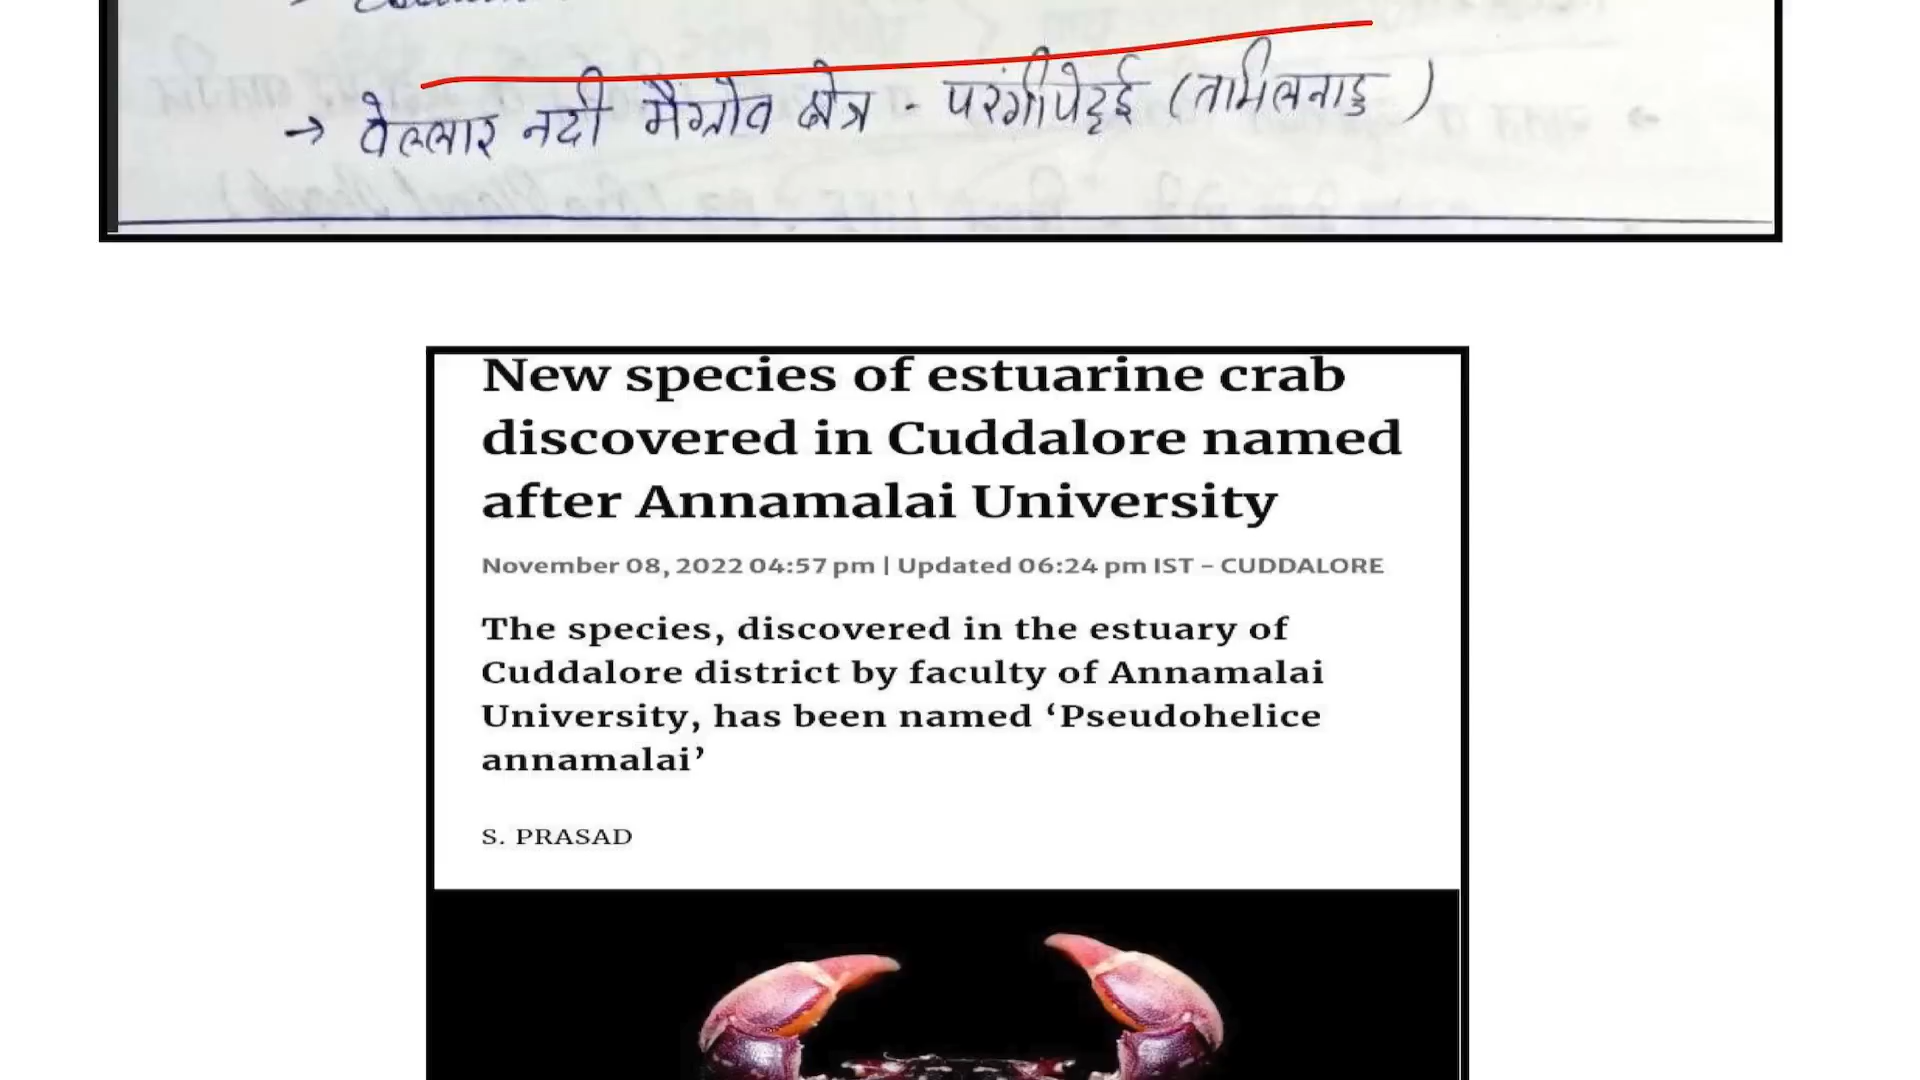 → वेल्लार नदी मैंग्रोव क्षेत्र - परंगीपेट्टई (तामिलनाडु)
New species of estuarine crab
discovered in Cuddalore named
after Annamalai University
November 08, 2022 04:57 pm | Updated 06:24 pm IST - CUDDALORE
The species, discovered in the estuary of
Cuddalore district by faculty of Annamalai
University, has been named ‘Pseudohelice
annamalai’
S. PRASAD